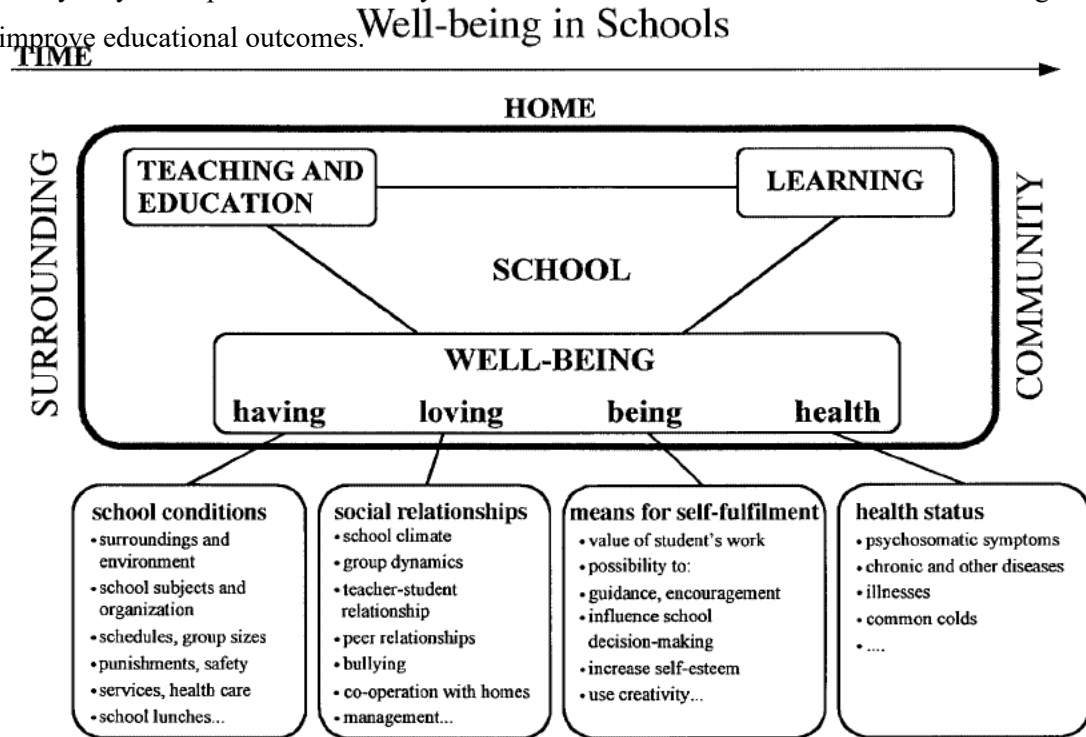 improve educational outcomes.
Well-being in Schools
TIME
HOME
SURROUNDING
COMMUNITY
TEACHING AND
EDUCATION
LEARNING
SCHOOL
WELL-BEING
having loving being health
school conditions
• surroundings and
environment
• school subjects and
organization
• schedules, group sizes
• punishments, safety
• services, health care
• school lunches...
social relationships
• school climate
• group dynamics
• teacher-student
relationship
• peer relationships
• bullying
• co-operation with homes
• management...
means for self-fulfilment
• value of student's work
• possibility to:
• guidance, encouragement
• influence school
decision-making
• increase self-esteem
• use creativity...
health status
• psychosomatic symptoms
• chronic and other diseases
• illnesses
• common colds
• ....